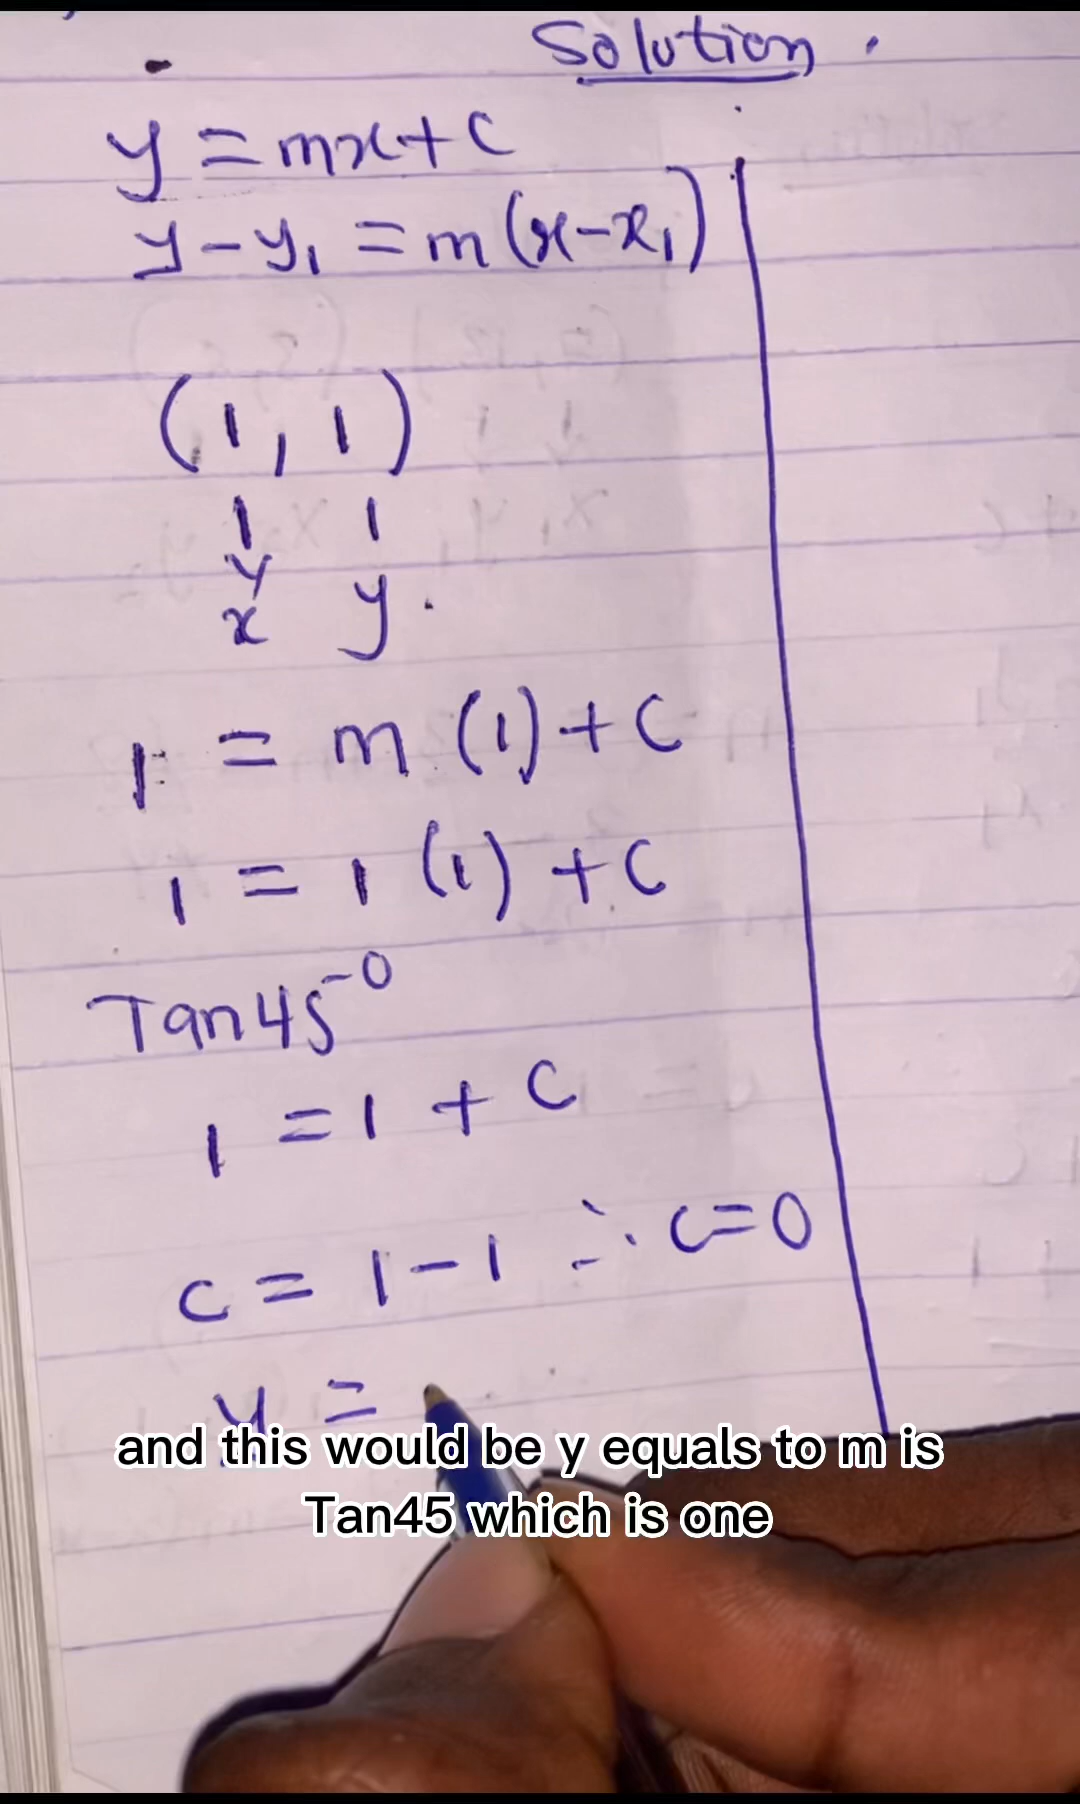 Solution.
y = mx+c
y-y₁ = m(x-x₁)
(1, 1)
x y.
1 = m(1)+c
1 = 1(1)+c
Tan45⁻⁰
1 = 1 + c
c = 1-1 ∴ c=0
y =
and this would be y equals to m is
Tan45 which is one